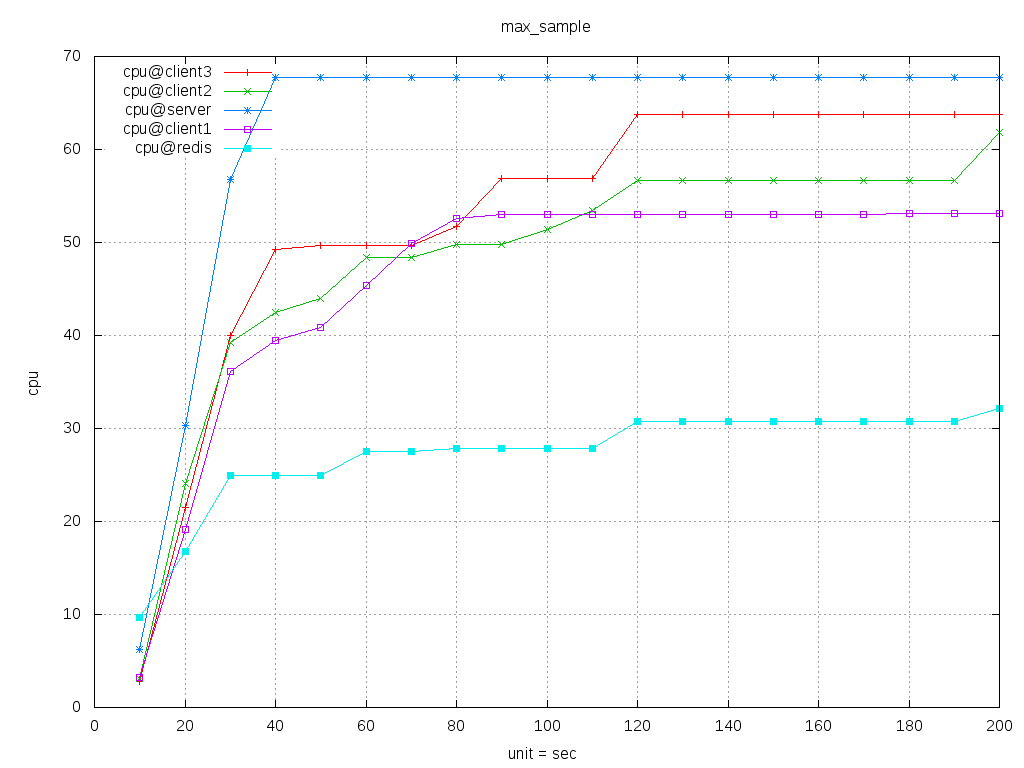 max_sample
70
cpu@client3
cpu@client2
cpu@server
cpu@client1
cpu@redis
60
50
40
cpu
30
20
10
0
0 20 40 60 80 100 120 140 160 180 200
unit = sec